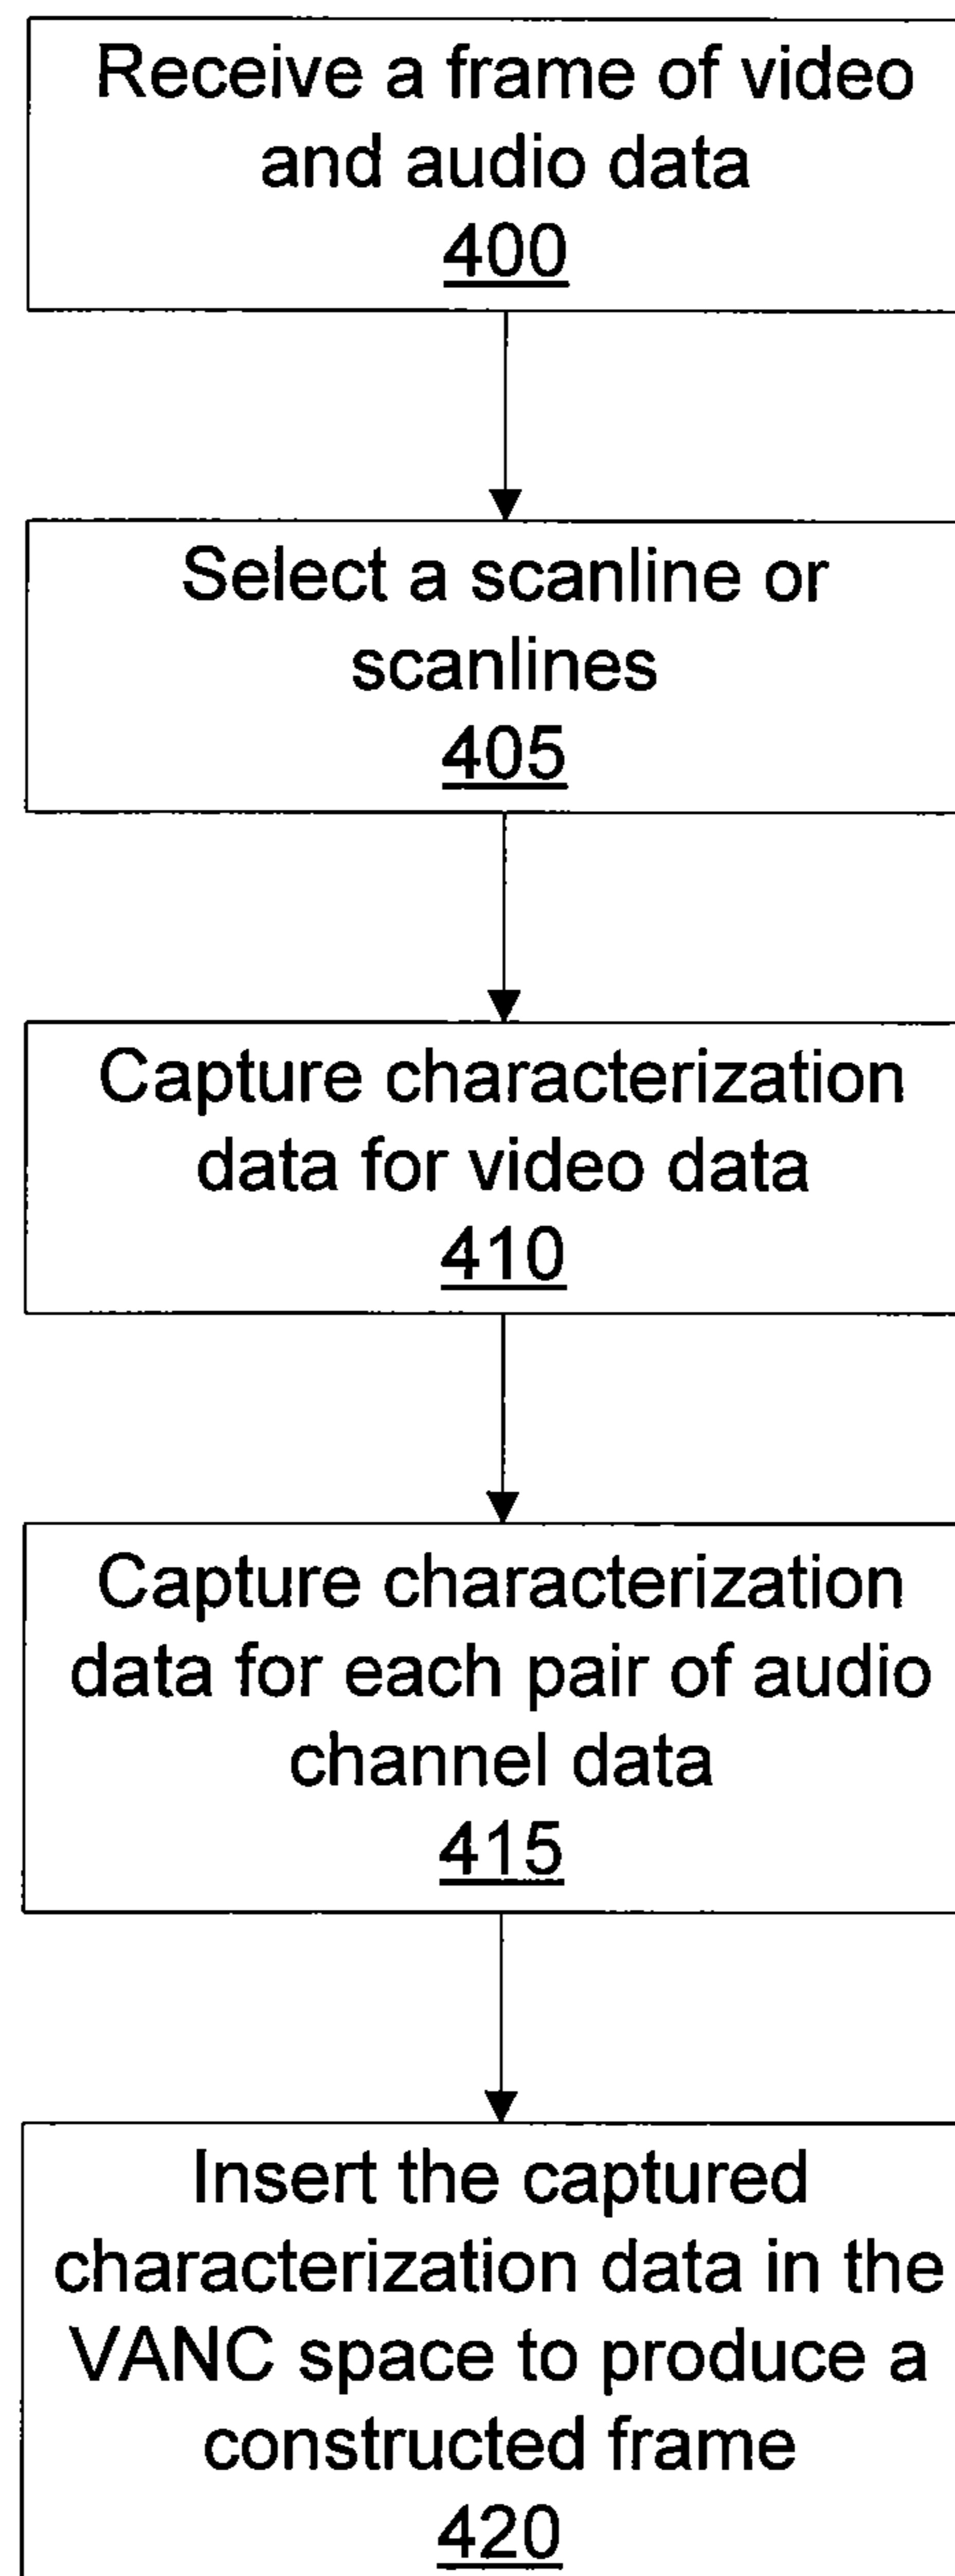 Receive a frame of video
and audio data
400
Select a scanline or
scanlines
405
Capture characterization
data for video data
410
Capture characterization
data for each pair of audio
channel data
415
Insert the captured
characterization data in the
VANC space to produce a
constructed frame
420